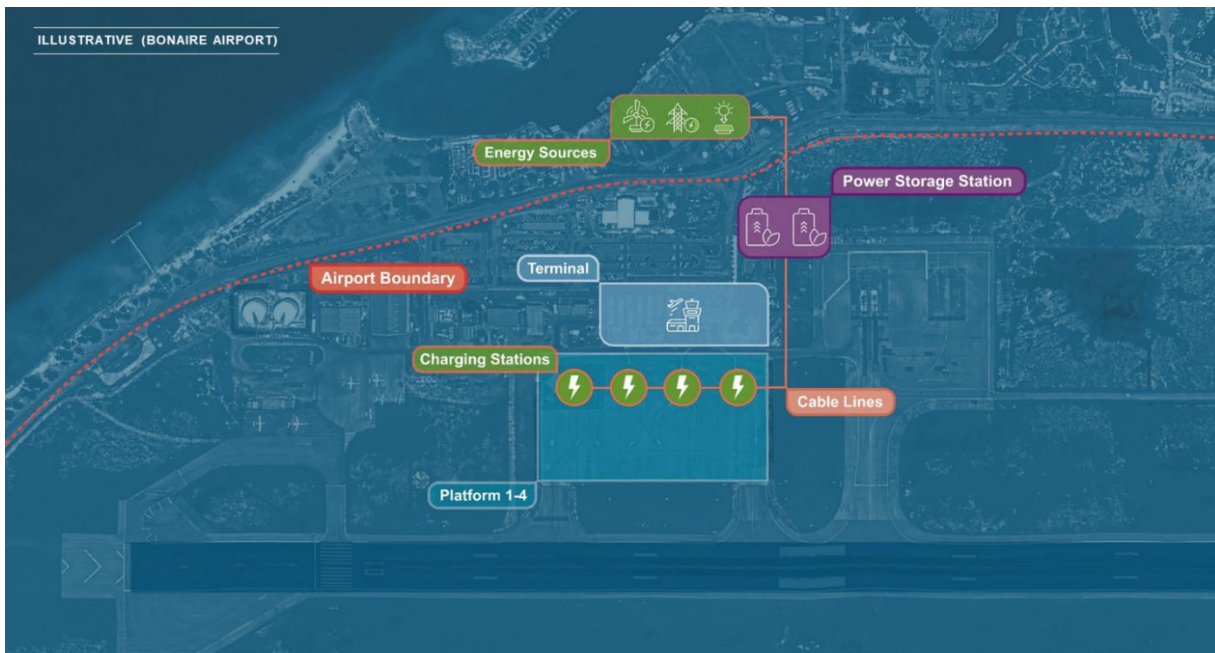 ILLUSTRATIVE (BONAIRE AIRPORT)
Energy Sources
Power Storage Station
Terminal
Airport Boundary
Charging Stations
Cable Lines
Platform 1-4